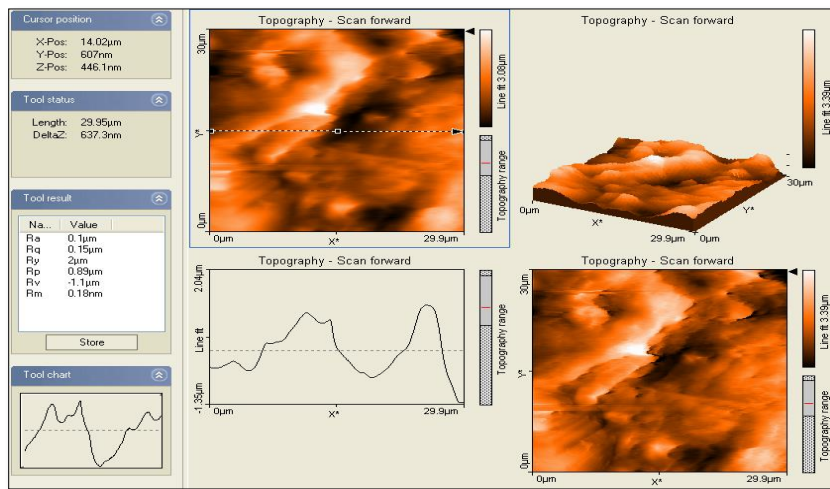 Cursor position
X-Pos: 14.02µm
Y-Pos: 607nm
Z-Pos: 446.1nm
Tool status
Length: 29.95µm
DeltaZ: 637.3nm
Tool result
Na... Value
Ra 0.1µm
Rq 0.15µm
Ry 2µm
Rp 0.89µm
Rv -1.1µm
Rm 0.18nm
Store
Tool chart
Topography - Scan forward
30µm
Y*
0µm
0µm
X*
29.9µm
Line fit 3.08µm
Topography range
Topography - Scan forward
0µm
X*
29.9µm
0µm
Y*
30µm
Line fit 3.39µm
Topography - Scan forward
2.04µm
Line fit
-1.35µm
0µm
X*
29.9µm
Topography range
Topography - Scan forward
30µm
Y*
0µm
0µm
X*
29.9µm
Line fit 3.39µm
Topography range